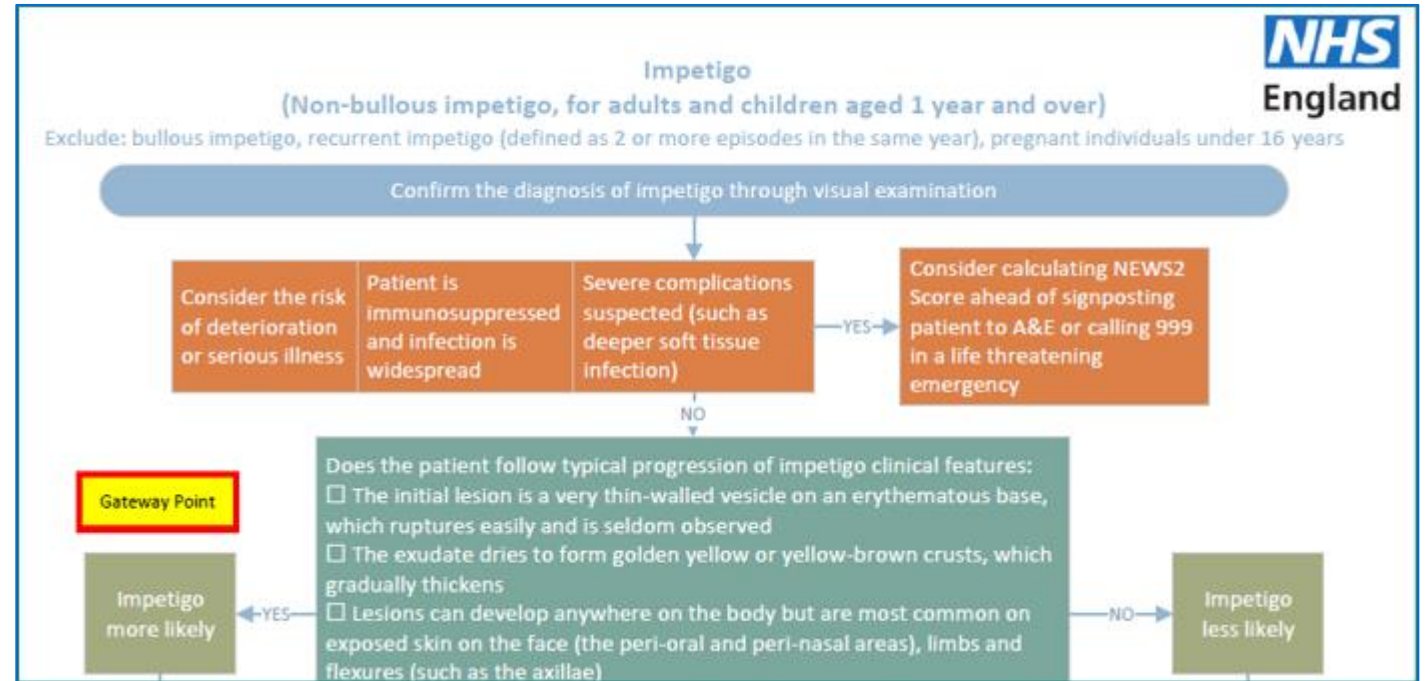 NHS
England
Impetigo
(Non-bullous impetigo, for adults and children aged 1 year and over)
Exclude: bullous impetigo, recurrent impetigo (defined as 2 or more episodes in the same year), pregnant individuals under 16 years
Confirm the diagnosis of impetigo through visual examination
Consider the risk
of deterioration
or serious illness
Patient is
immunosuppressed
and infection is
widespread
Severe complications
suspected (such as
deeper soft tissue
infection)
YES
Consider calculating NEWS2
Score ahead of signposting
patient to A&E or calling 999
in a life threatening
emergency
NO
Gateway Point
Does the patient follow typical progression of impetigo clinical features:
☐ The initial lesion is a very thin-walled vesicle on an erythematous base,
which ruptures easily and is seldom observed
☐ The exudate dries to form golden yellow or yellow-brown crusts, which
gradually thickens
☐ Lesions can develop anywhere on the body but are most common on
exposed skin on the face (the peri-oral and peri-nasal areas), limbs and
flexures (such as the axillae)
YES
Impetigo
more likely
NO
Impetigo
less likely